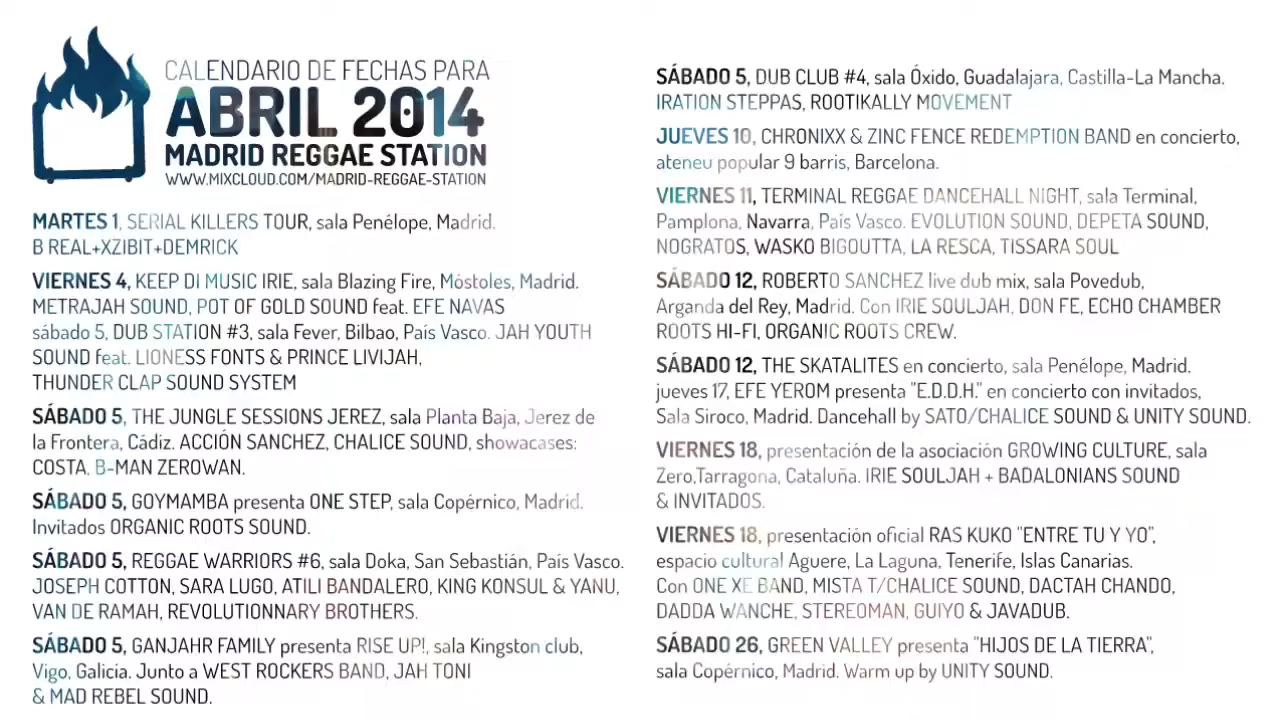 CALENDARIO DE FECHAS PARA
ABRIL 2014
MADRID REGGAE STATION
WWW.MIXCLOUD.COM/MADRID-REGGAE-STATION
MARTES 1, SERIAL KILLERS TOUR, sala Penélope, Madrid.
B REAL+XZIBIT+DEMRICK
VIERNES 4, KEEP DI MUSIC IRIE, sala Blazing Fire, Móstoles, Madrid.
METRAJAH SOUND, POT OF GOLD SOUND feat. EFE NAVAS
sábado 5, DUB STATION #3, sala Fever, Bilbao, País Vasco. JAH YOUTH
SOUND feat. LIONESS FONTS & PRINCE LIVIJAH,
THUNDER CLAP SOUND SYSTEM
SÁBADO 5, THE JUNGLE SESSIONS JEREZ, sala Planta Baja, Jerez de
la Frontera, Cádiz. ACCIÓN SANCHEZ, CHALICE SOUND, showcases:
COSTA, B-MAN ZEROWAN.
SÁBADO 5, GOYMAMBA presenta ONE STEP, sala Copérnico, Madrid.
Invitados ORGANIC ROOTS SOUND.
SÁBADO 5, REGGAE WARRIORS #6, sala Doka, San Sebastián, País Vasco.
JOSEPH COTTON, SARA LUGO, ATILI BANDALERO, KING KONSUL & YANU,
VAN DE RAMAH, REVOLUTIONNARY BROTHERS.
SÁBADO 5, GANJAHR FAMILY presenta RISE UP!, sala Kingston club,
Vigo, Galicia. Junto a WEST ROCKERS BAND, JAH TONI
& MAD REBEL SOUND.
SÁBADO 5, DUB CLUB #4, sala Óxido, Guadalajara, Castilla-La Mancha.
IRATION STEPPAS, ROOTIKALLY MOVEMENT
JUEVES 10, CHRONIXX & ZINC FENCE REDEMPTION BAND en concierto,
ateneu popular 9 barris, Barcelona.
VIERNES 11, TERMINAL REGGAE DANCEHALL NIGHT, sala Terminal,
Pamplona, Navarra, País Vasco. EVOLUTION SOUND, DEPETA SOUND,
NOGRATOS, WASKO BIGOUTTA, LA RESCA, TISSARA SOUL
SÁBADO 12, ROBERTO SANCHEZ live dub mix, sala Povedub,
Arganda del Rey, Madrid. Con IRIE SOULJAH, DON FE, ECHO CHAMBER
ROOTS HI-FI, ORGANIC ROOTS CREW.
SÁBADO 12, THE SKATALITES en concierto, sala Penélope, Madrid.
jueves 17, EFE YEROM presenta "E.D.D.H." en concierto con invitados,
Sala Siroco, Madrid. Dancehall by SATO/CHALICE SOUND & UNITY SOUND.
VIERNES 18, presentación de la asociación GROWING CULTURE, sala
Zero,Tarragona, Cataluña. IRIE SOULJAH + BADALONIANS SOUND
& INVITADOS.
VIERNES 18, presentación oficial RAS KUKO "ENTRE TU Y YO",
espacio cultural Aguere, La Laguna, Tenerife, Islas Canarias.
Con ONE XE BAND, MISTA T/CHALICE SOUND, DACTAH CHANDO,
DADDA WANCHE, STEREOMAN, GUIYO & JAVADUB.
SÁBADO 26, GREEN VALLEY presenta "HIJOS DE LA TIERRA",
sala Copérnico, Madrid. Warm up by UNITY SOUND.